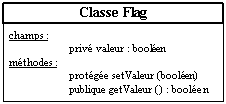 Classe Flag
champs :
privé valeur : booléen
méthodes :
protégée setValeur (booléen)
publique getValeur () : booléen